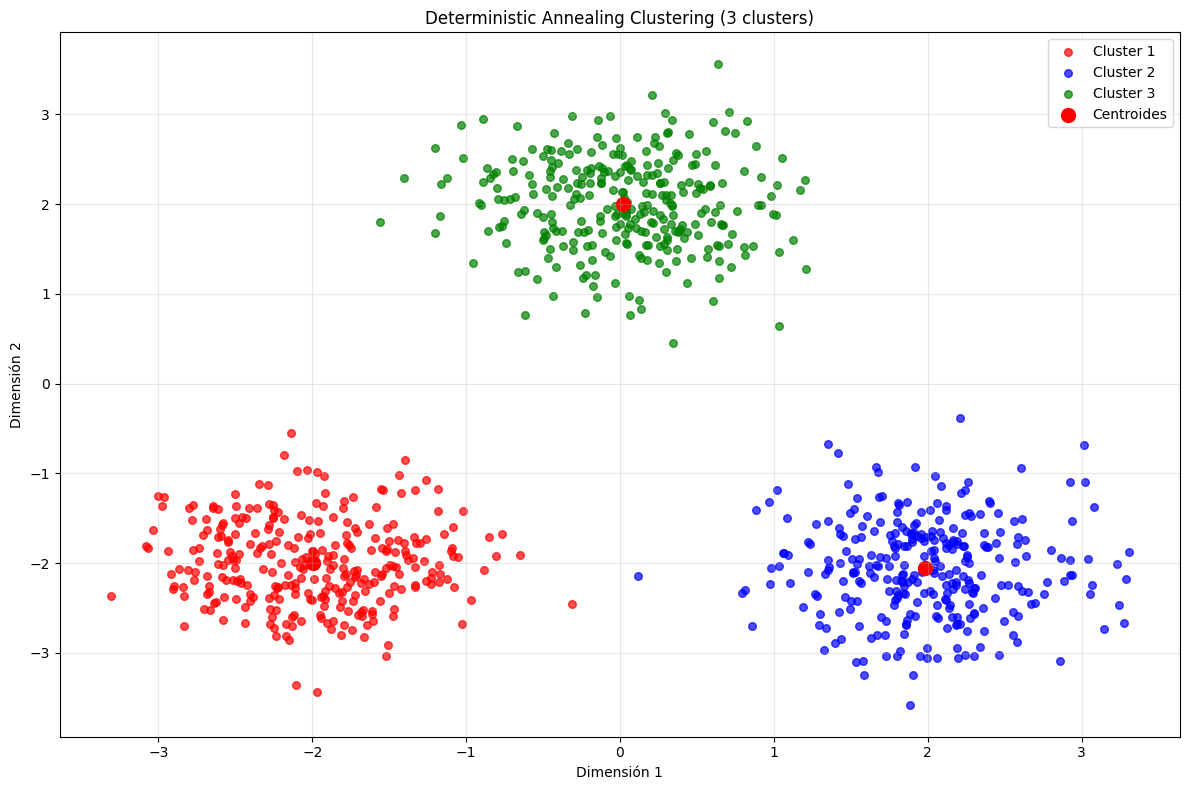 Deterministic Annealing Clustering (3 clusters)
Cluster 1
Cluster 2
Cluster 3
Centroides
3
2
1
0
−1
−2
−3
Dimensión 2
−3
−2
−1
0
1
2
3
Dimensión 1